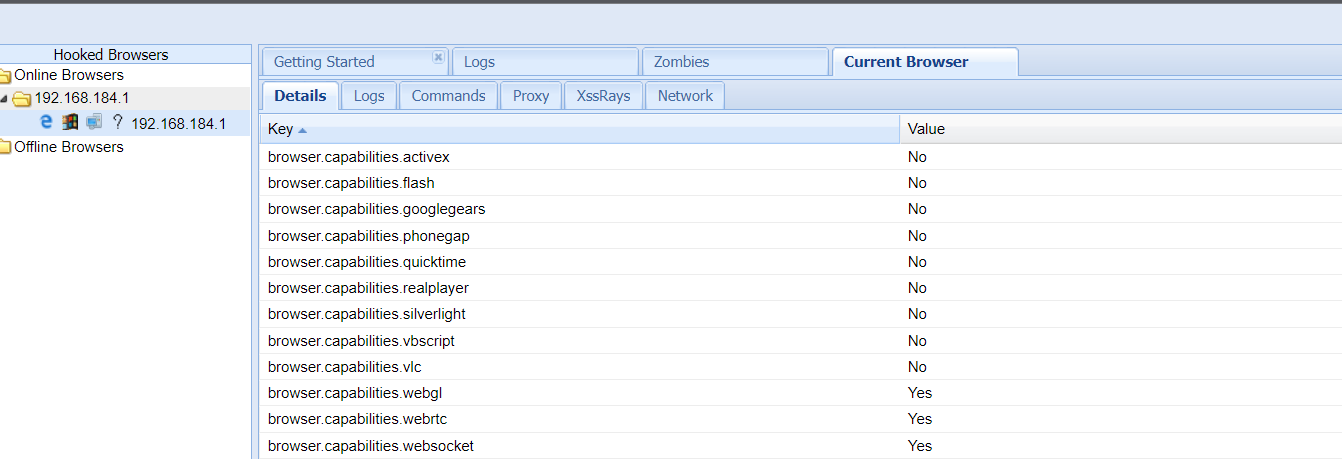 Hooked Browsers
Online Browsers
192.168.184.1
? 192.168.184.1
Offline Browsers
Getting Started Logs Zombies Current Browser
Details Logs Commands Proxy XssRays Network
Key Value
browser.capabilities.activex No
browser.capabilities.flash No
browser.capabilities.googlegears No
browser.capabilities.phonegap No
browser.capabilities.quicktime No
browser.capabilities.realplayer No
browser.capabilities.silverlight No
browser.capabilities.vbscript No
browser.capabilities.vlc No
browser.capabilities.webgl Yes
browser.capabilities.webrtc Yes
browser.capabilities.websocket Yes